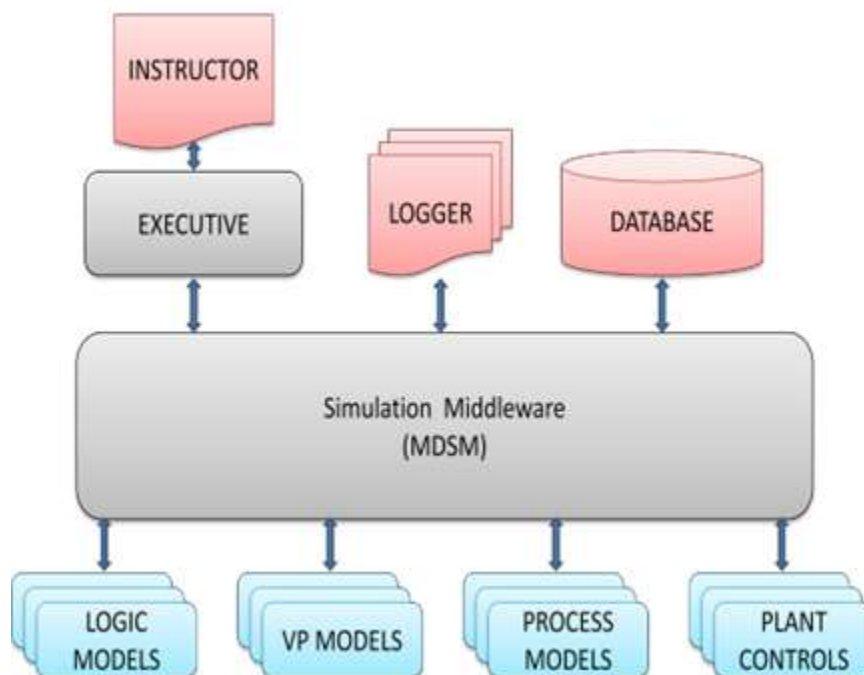 INSTRUCTOR
EXECUTIVE
LOGGER
DATABASE
Simulation Middleware
(MDSM)
LOGIC
MODELS
VP MODELS
PROCESS
MODELS
PLANT
CONTROLS